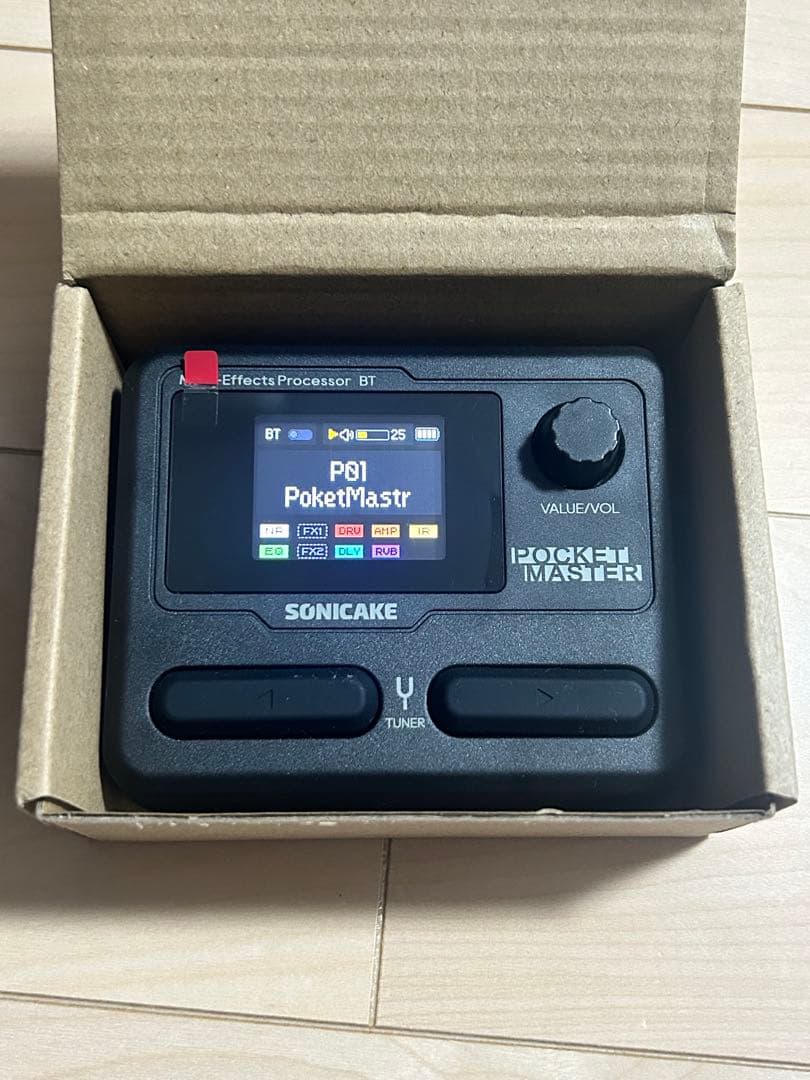 -Effects Processor BT
BT 25
P01
PoketMastr
NR FX1 DRV AMP IR
EQ FX2 DLY RVB
VALUE/VOL
POCKET
MASTER
SONICAKE
TUNER